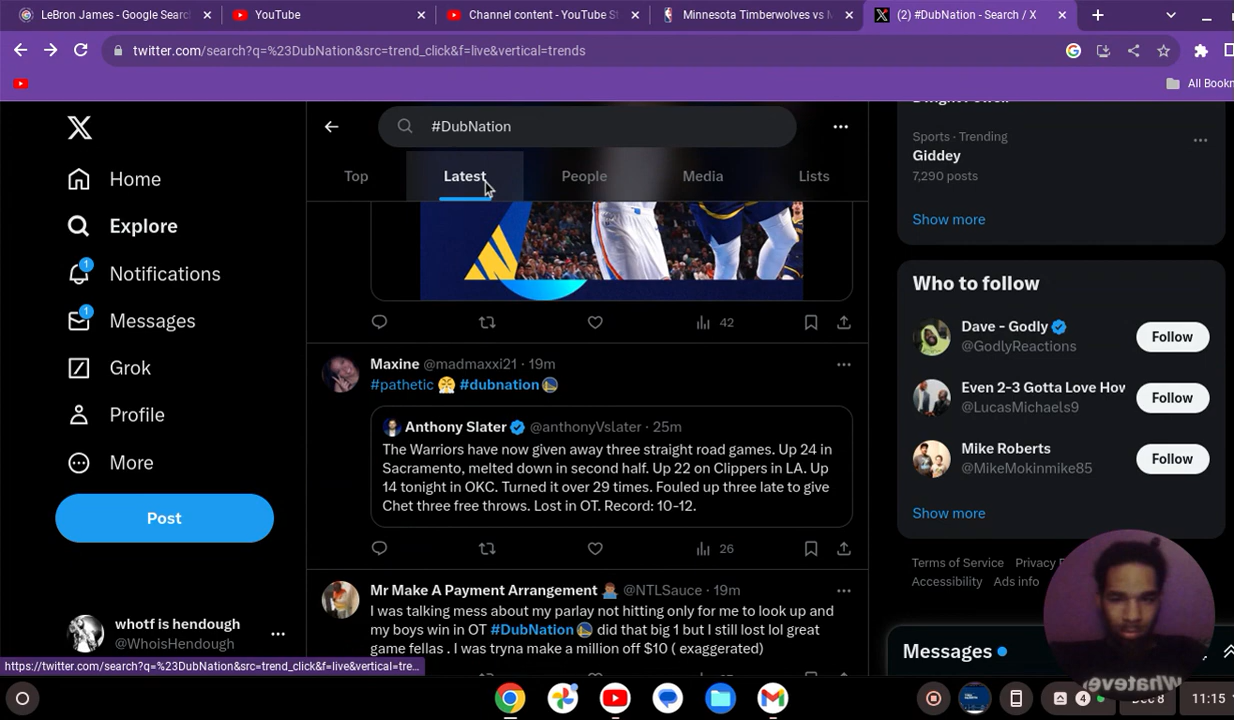 LeBron James - Google Searc
YouTube
Channel content - YouTube St
Minnesota Timberwolves vs M
(2) #DubNation - Search / X
twitter.com/search?q=%23DubNation&src=trend_click&f=live&vertical=trends
All Bookm
#DubNation
Top
Latest
People
Media
Lists
Home
Explore
1
Notifications
1
Messages
Grok
Profile
More
Post
whotf is hendough
@WhoisHendough
https://twitter.com/search?q=%23DubNation&src=trend_click&f=live&vertical=tre...
42
Maxine @madmaxxi21 · 19m
#pathetic 😤 #dubnation
Anthony Slater @anthonyVslater · 25m
The Warriors have now given away three straight road games. Up 24 in
Sacramento, melted down in second half. Up 22 on Clippers in LA. Up
14 tonight in OKC. Turned it over 29 times. Fouled up three late to give
Chet three free throws. Lost in OT. Record: 10-12.
26
Mr Make A Payment Arrangement 🤷🏾‍♂️ @NTLSauce · 19m
I was talking mess about my parlay not hitting only for me to look up and
my boys win in OT #DubNation did that big 1 but I still lost lol great
game fellas . I was tryna make a million off $10 ( exaggerated)
Sports · Trending
Giddey
7,290 posts
Show more
Who to follow
Dave - Godly
@GodlyReactions
Follow
Even 2-3 Gotta Love How
@LucasMichaels9
Follow
Mike Roberts
@MikeMokinmike85
Follow
Show more
Terms of Service
Privacy P
Accessibility
Ads info
Messages
Whateve
4
Dec 8
11:15